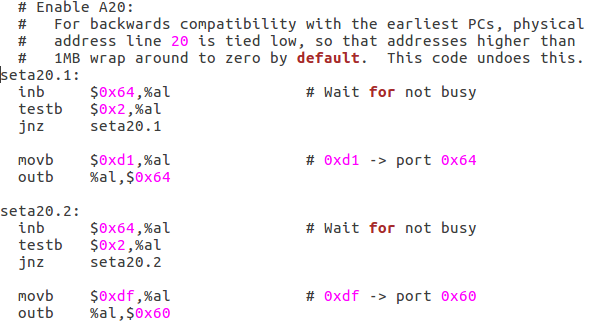 # Enable A20:
#   For backwards compatibility with the earliest PCs, physical
#   address line 20 is tied low, so that addresses higher than
#   1MB wrap around to zero by default.  This code undoes this.
seta20.1:
  inb     $0x64,%al               # Wait for not busy
  testb   $0x2,%al
  jnz     seta20.1

  movb    $0xd1,%al               # 0xd1 -> port 0x64
  outb    %al,$0x64

seta20.2:
  inb     $0x64,%al               # Wait for not busy
  testb   $0x2,%al
  jnz     seta20.2

  movb    $0xdf,%al               # 0xdf -> port 0x60
  outb    %al,$0x60